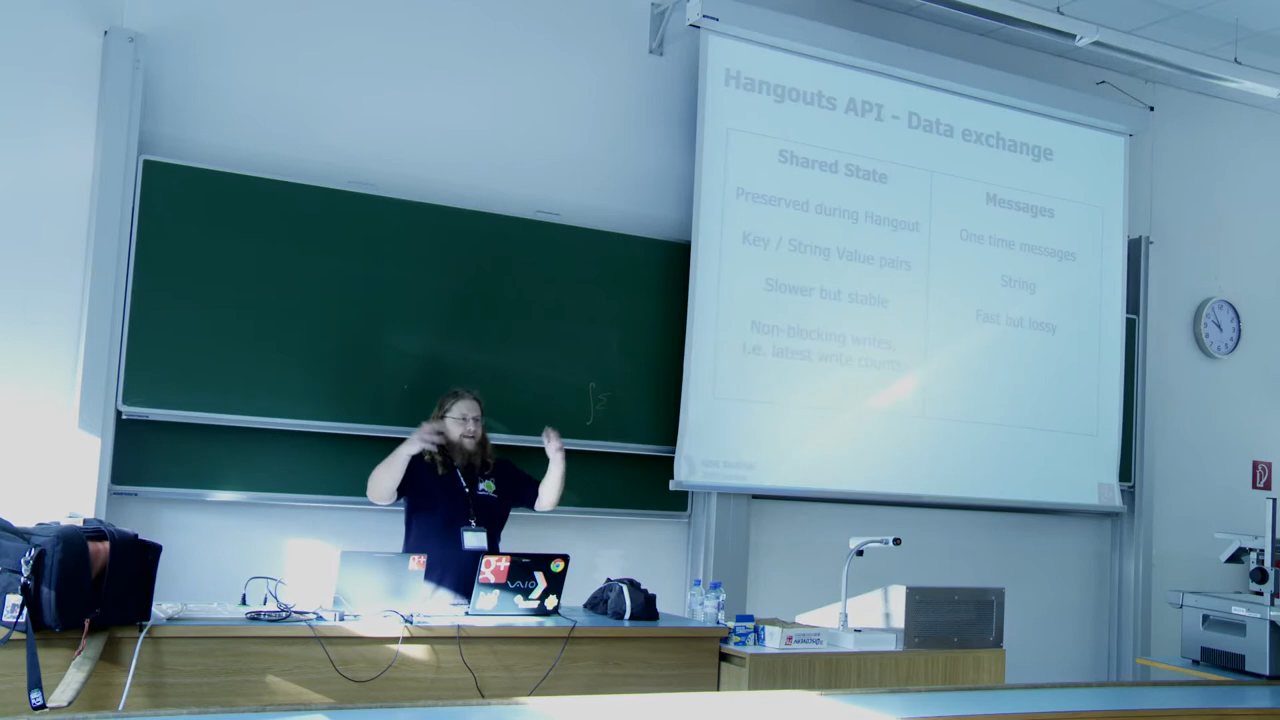 Hangouts API - Data exchange
Shared State
Preserved during Hangout
Key / String Value pairs
Slower but stable
Non-blocking writes,
i.e. latest write counts
Messages
One time messages
String
Fast but lossy
∫Σ
g+
g+
VAIO